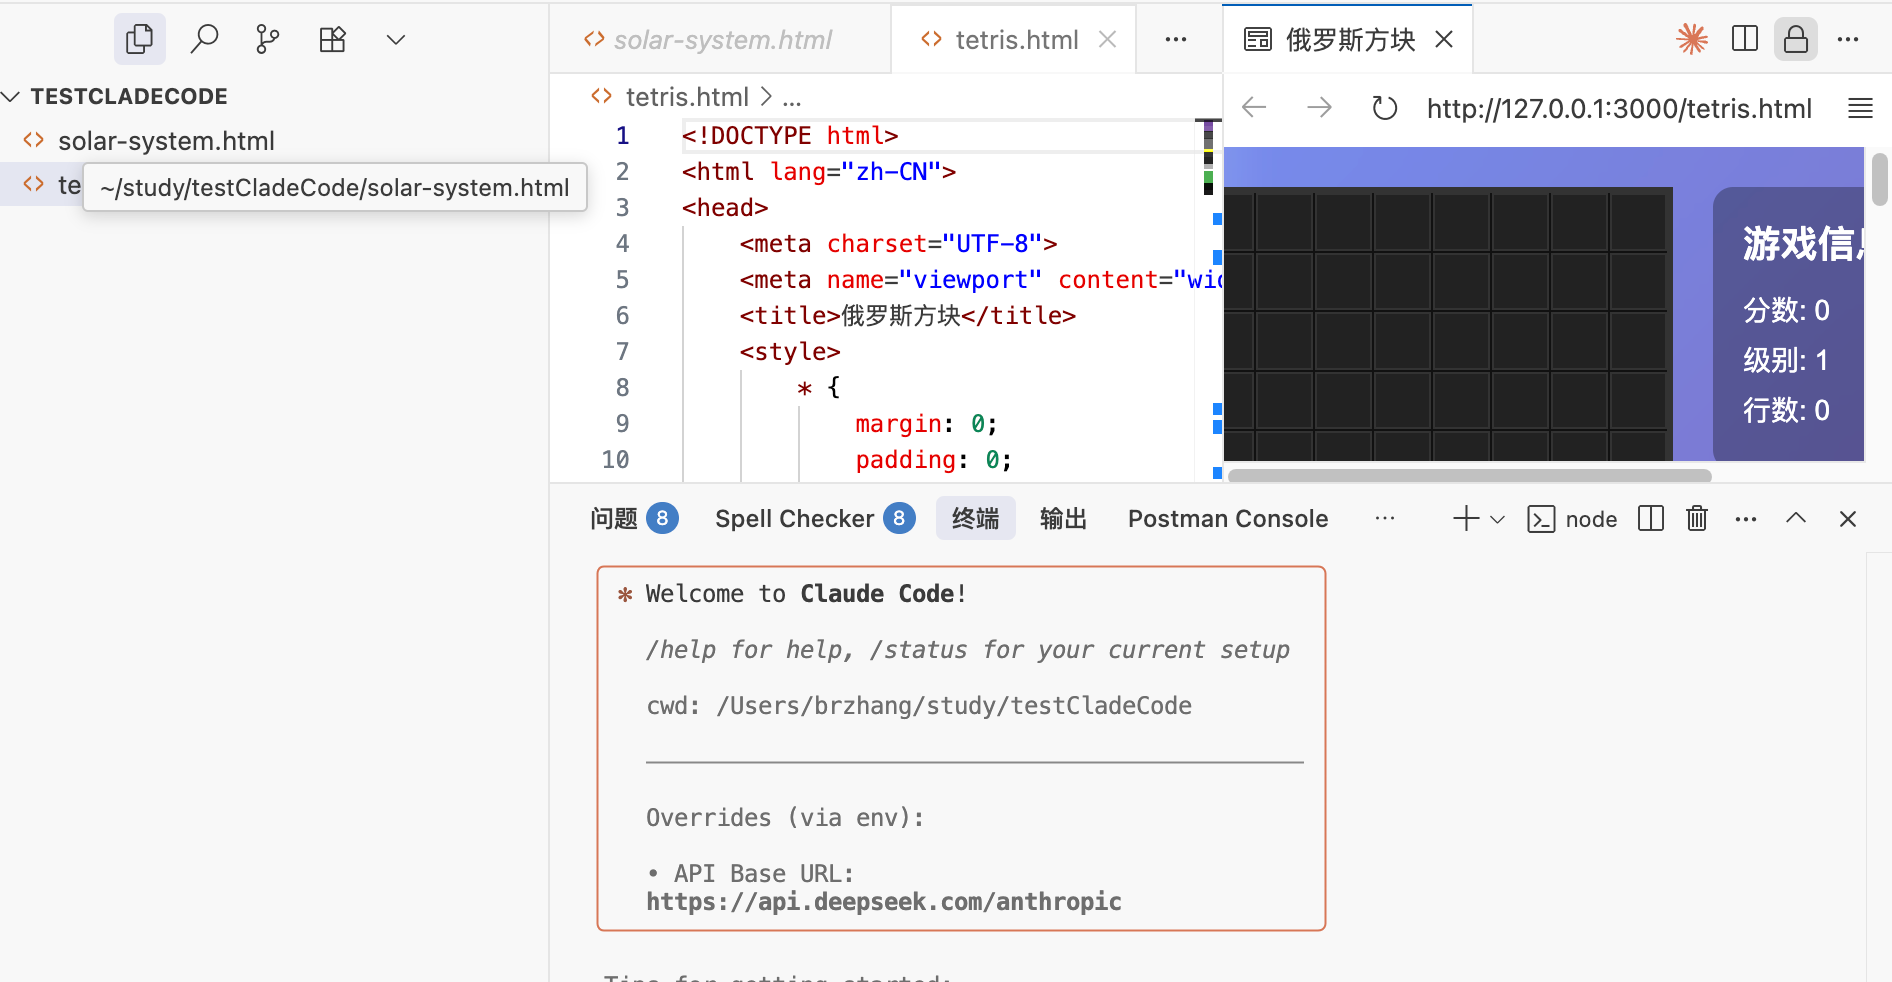 TESTCLADECODE
solar-system.html
te
~/study/testCladeCode/solar-system.html
solar-system.html
tetris.html
tetris.html > ...
1 <!DOCTYPE html>
2 <html lang="zh-CN">
3 <head>
4 <meta charset="UTF-8">
5 <meta name="viewport" content="wid
6 <title>俄罗斯方块</title>
7 <style>
8 * {
9 margin: 0;
10 padding: 0;
俄罗斯方块
http://127.0.0.1:3000/tetris.html
游戏信
分数: 0
级别: 1
行数: 0
问题 8 Spell Checker 8 终端 输出 Postman Console ... node
* Welcome to Claude Code!
/help for help, /status for your current setup
cwd: /Users/brzhang/study/testCladeCode
Overrides (via env):
• API Base URL:
https://api.deepseek.com/anthropic
Tips for getting started: